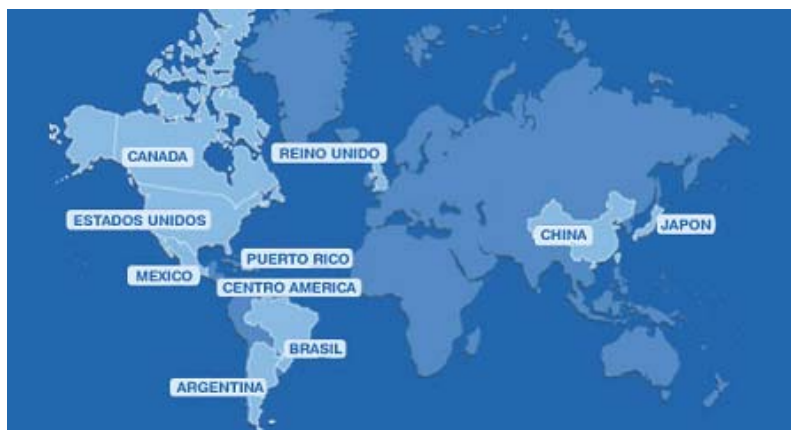 CANADA
REINO UNIDO
ESTADOS UNIDOS
CHINA
JAPON
PUERTO RICO
MEXICO
CENTRO AMERICA
BRASIL
ARGENTINA